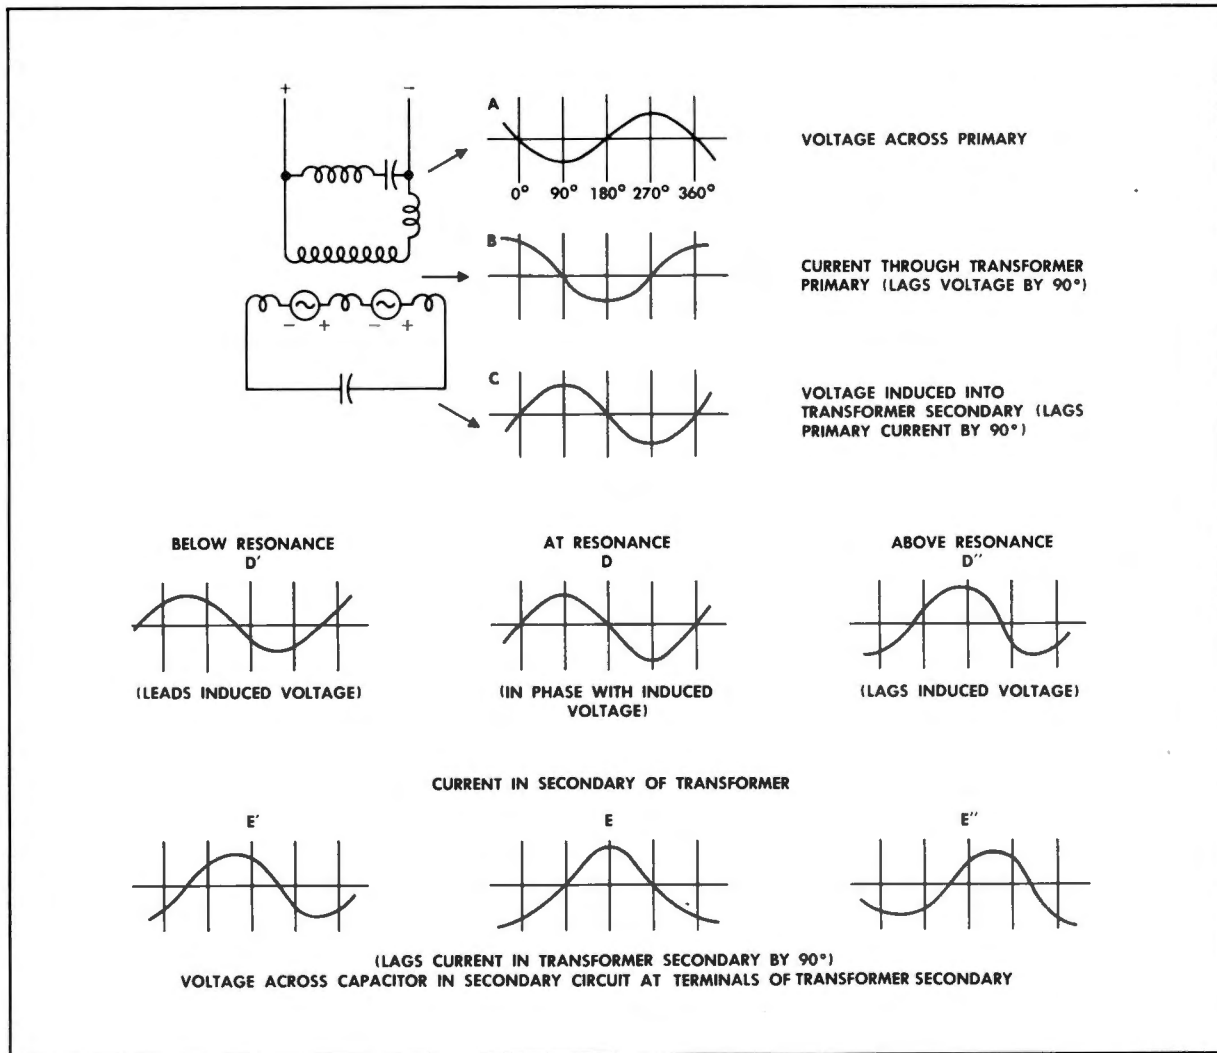 + −
A
VOLTAGE ACROSS PRIMARY
0° 90° 180° 270° 360°
B
CURRENT THROUGH TRANSFORMER
PRIMARY (LAGS VOLTAGE BY 90°)
− + − +
C
VOLTAGE INDUCED INTO
TRANSFORMER SECONDARY (LAGS
PRIMARY CURRENT BY 90°)
BELOW RESONANCE
D′
(LEADS INDUCED VOLTAGE)
AT RESONANCE
D
(IN PHASE WITH INDUCED
VOLTAGE)
ABOVE RESONANCE
D″
(LAGS INDUCED VOLTAGE)
CURRENT IN SECONDARY OF TRANSFORMER
E′ E E″
(LAGS CURRENT IN TRANSFORMER SECONDARY BY 90°)
VOLTAGE ACROSS CAPACITOR IN SECONDARY CIRCUIT AT TERMINALS OF TRANSFORMER SECONDARY